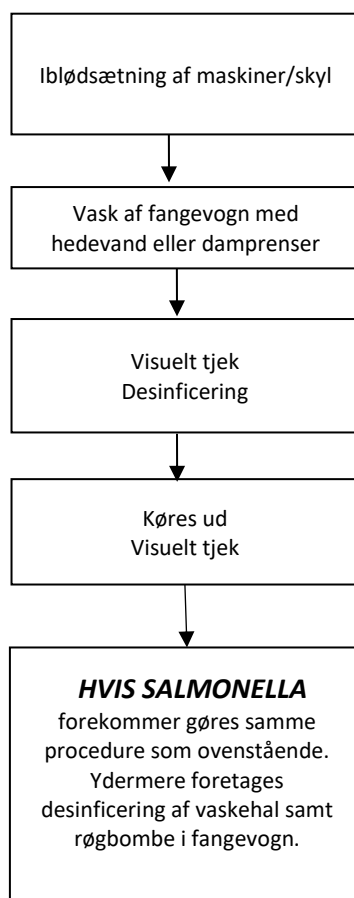 Iblødsætning af maskiner/skyl
Vask af fangevogn med
hedevand eller damprenser
Visuelt tjek
Desinficering
Køres ud
Visuelt tjek
HVIS SALMONELLA
forekommer gøres samme
procedure som ovenstående.
Ydermere foretages
desinficering af vaskehal samt
røgbombe i fangevogn.